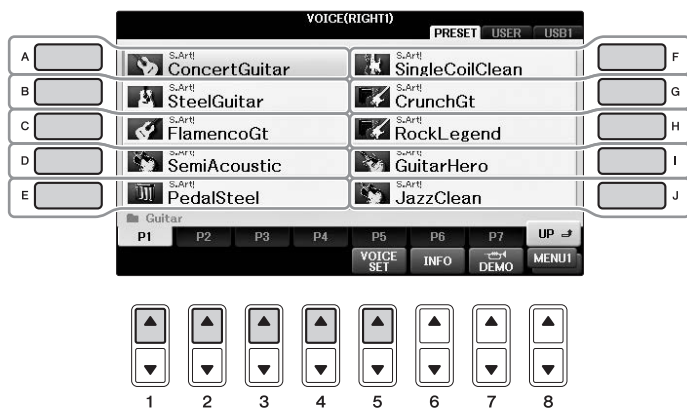 VOICE(RIGHT1)
PRESET USER USB1
A
S.Art!
ConcertGuitar
S.Art!
SingleCoilClean
F
B
S.Art!
SteelGuitar
S.Art!
CrunchGt
G
C
S.Art!
FlamencoGt
S.Art!
RockLegend
H
D
S.Art!
SemiAcoustic
S.Art!
GuitarHero
I
E
S.Art!
PedalSteel
S.Art!
JazzClean
J
Guitar
P1 P2 P3 P4 P5 P6 P7 UP
VOICE SET
INFO
DEMO
MENU1
1 2 3 4 5 6 7 8